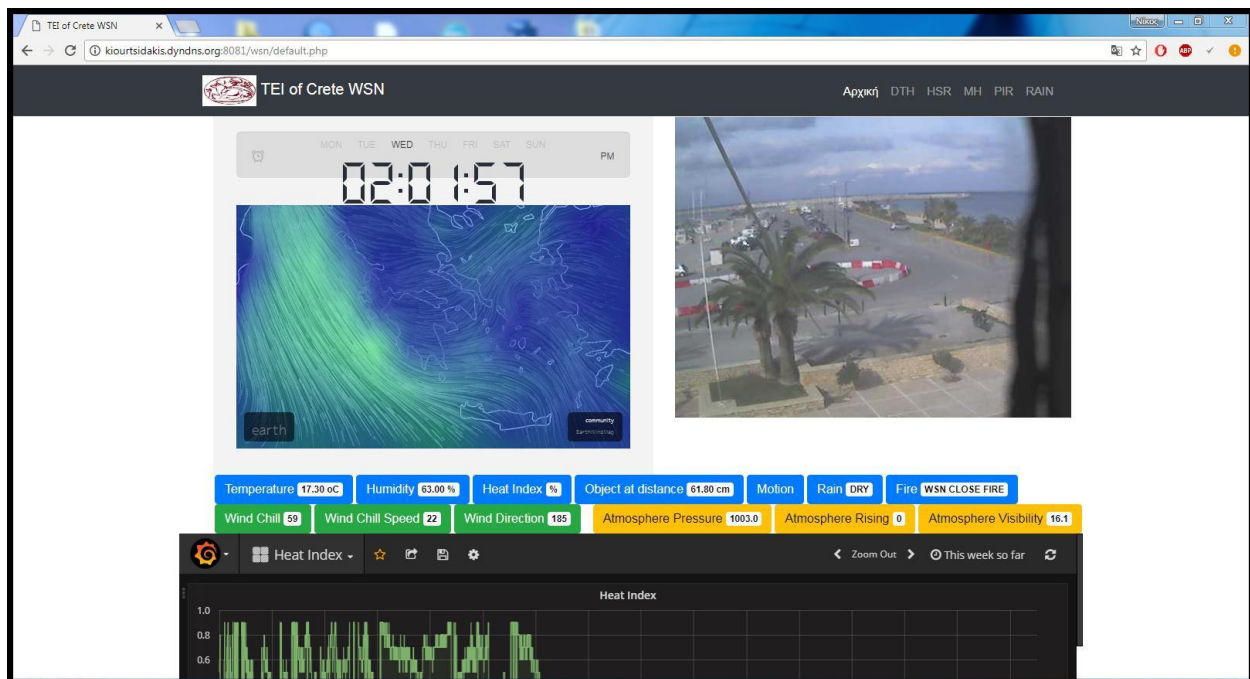 TEI of Crete WSN
Νίκος
kiourtsidakis.dyndns.org:8081/wsn/default.php
ABP
TEI of Crete WSN
Αρχική DTH HSR MH PIR RAIN
MON TUE WED THU FRI SAT SUN
PM
02:01:57
earth
community
EarthWindMap
Temperature 17.30 oC Humidity 63.00 % Heat Index % Object at distance 61.80 cm Motion Rain DRY Fire WSN CLOSE FIRE
Wind Chill 59 Wind Chill Speed 22 Wind Direction 185 Atmosphere Pressure 1003.0 Atmosphere Rising 0 Atmosphere Visibility 16.1
Heat Index Zoom Out This week so far
Heat Index
1.0
0.8
0.6